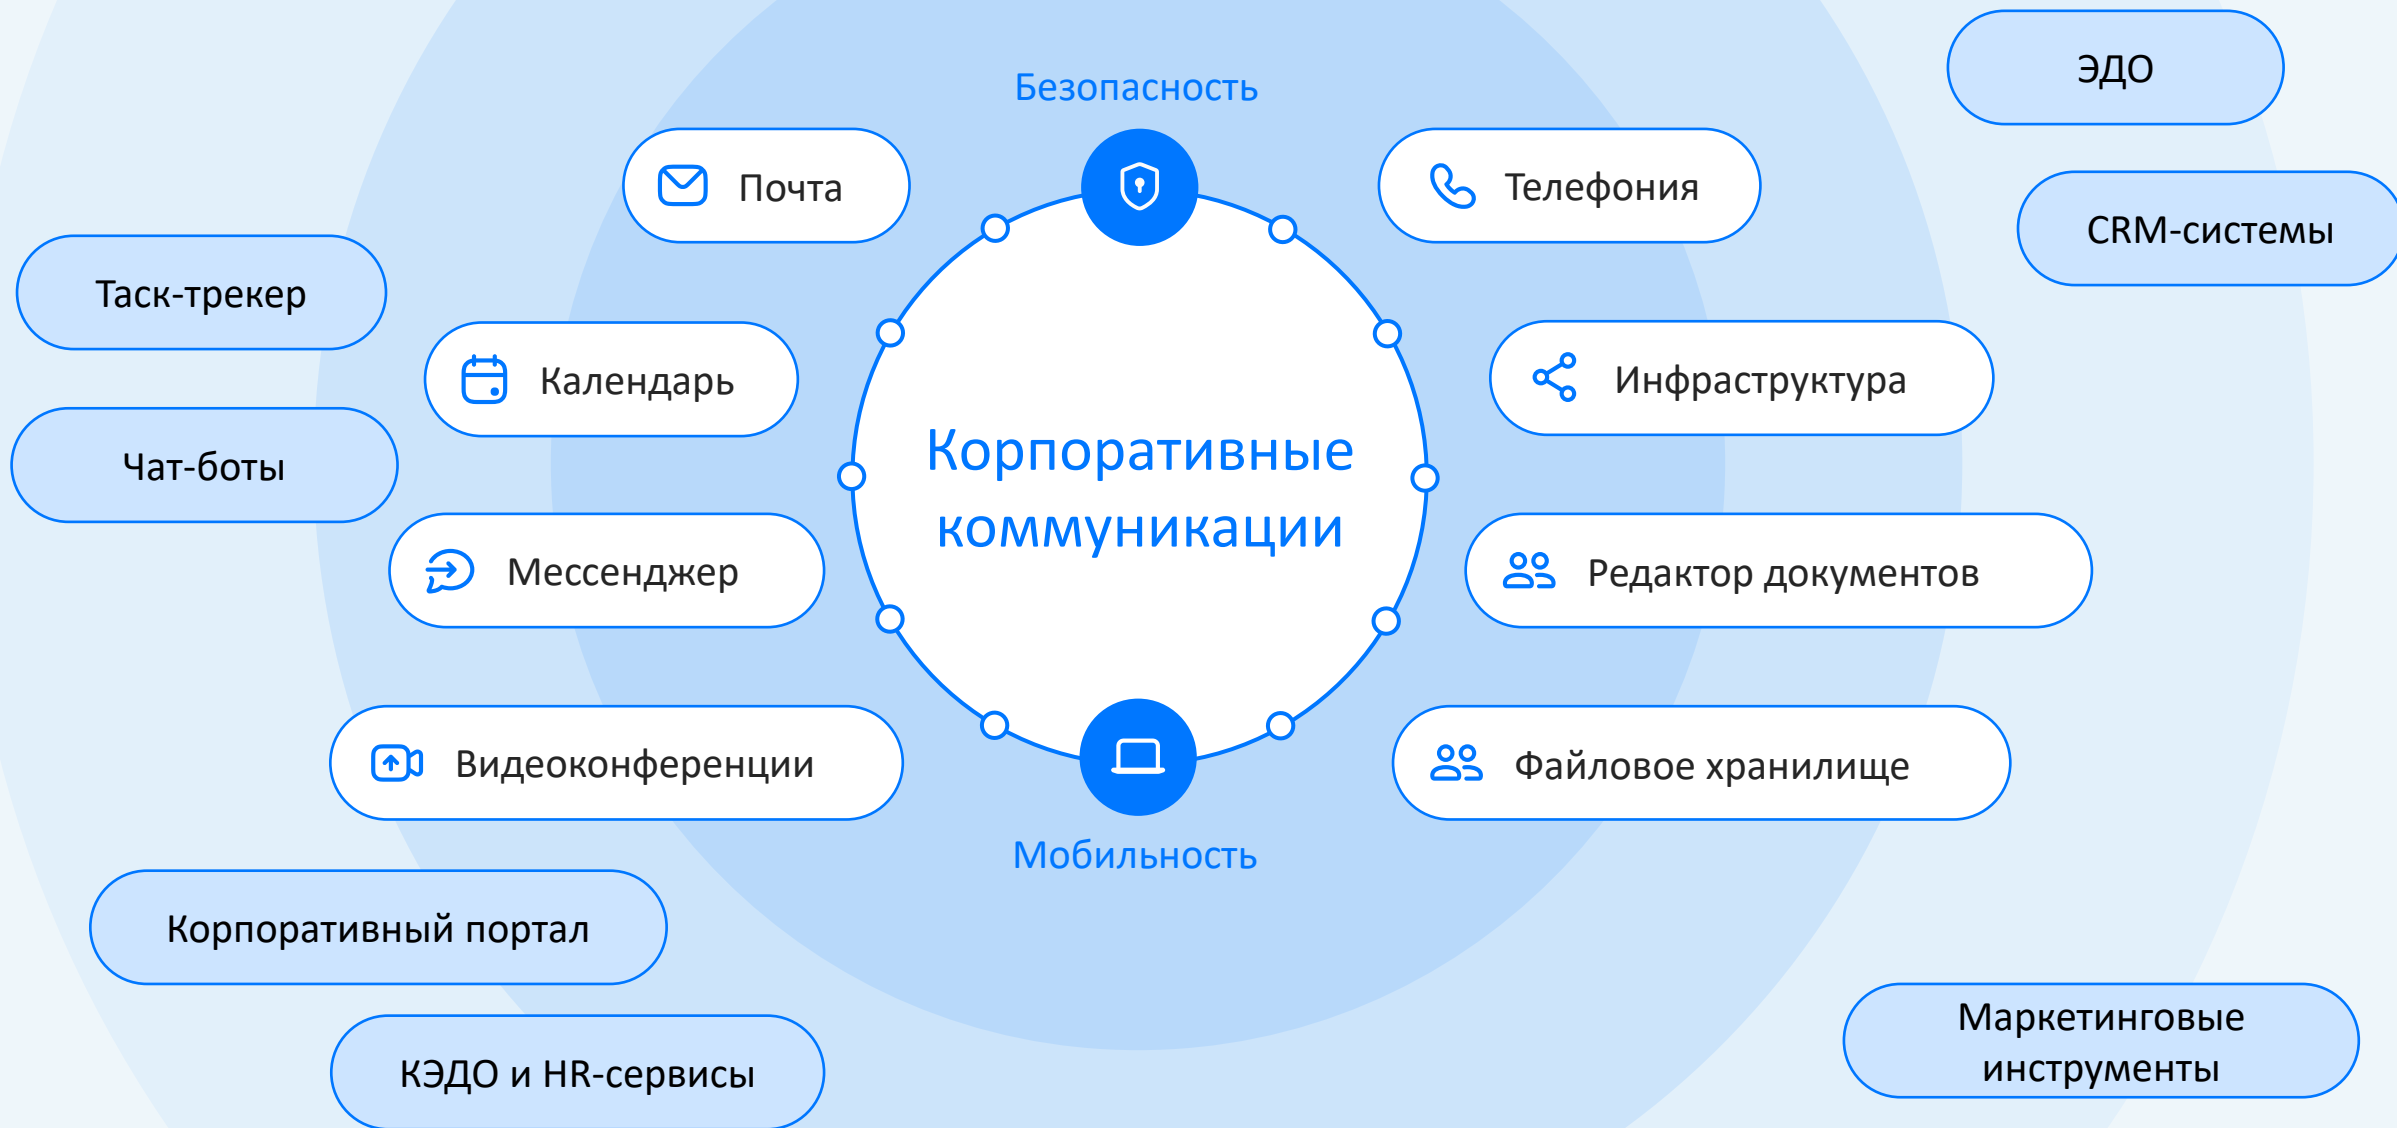 Безопасность
ЭДО
Почта
Телефония
CRM-системы
Таск-трекер
Календарь
Инфраструктура
Чат-боты
Корпоративные
коммуникации
Мессенджер
Редактор документов
Видеоконференции
Файловое хранилище
Мобильность
Корпоративный портал
Маркетинговые
инструменты
КЭДО и HR-сервисы